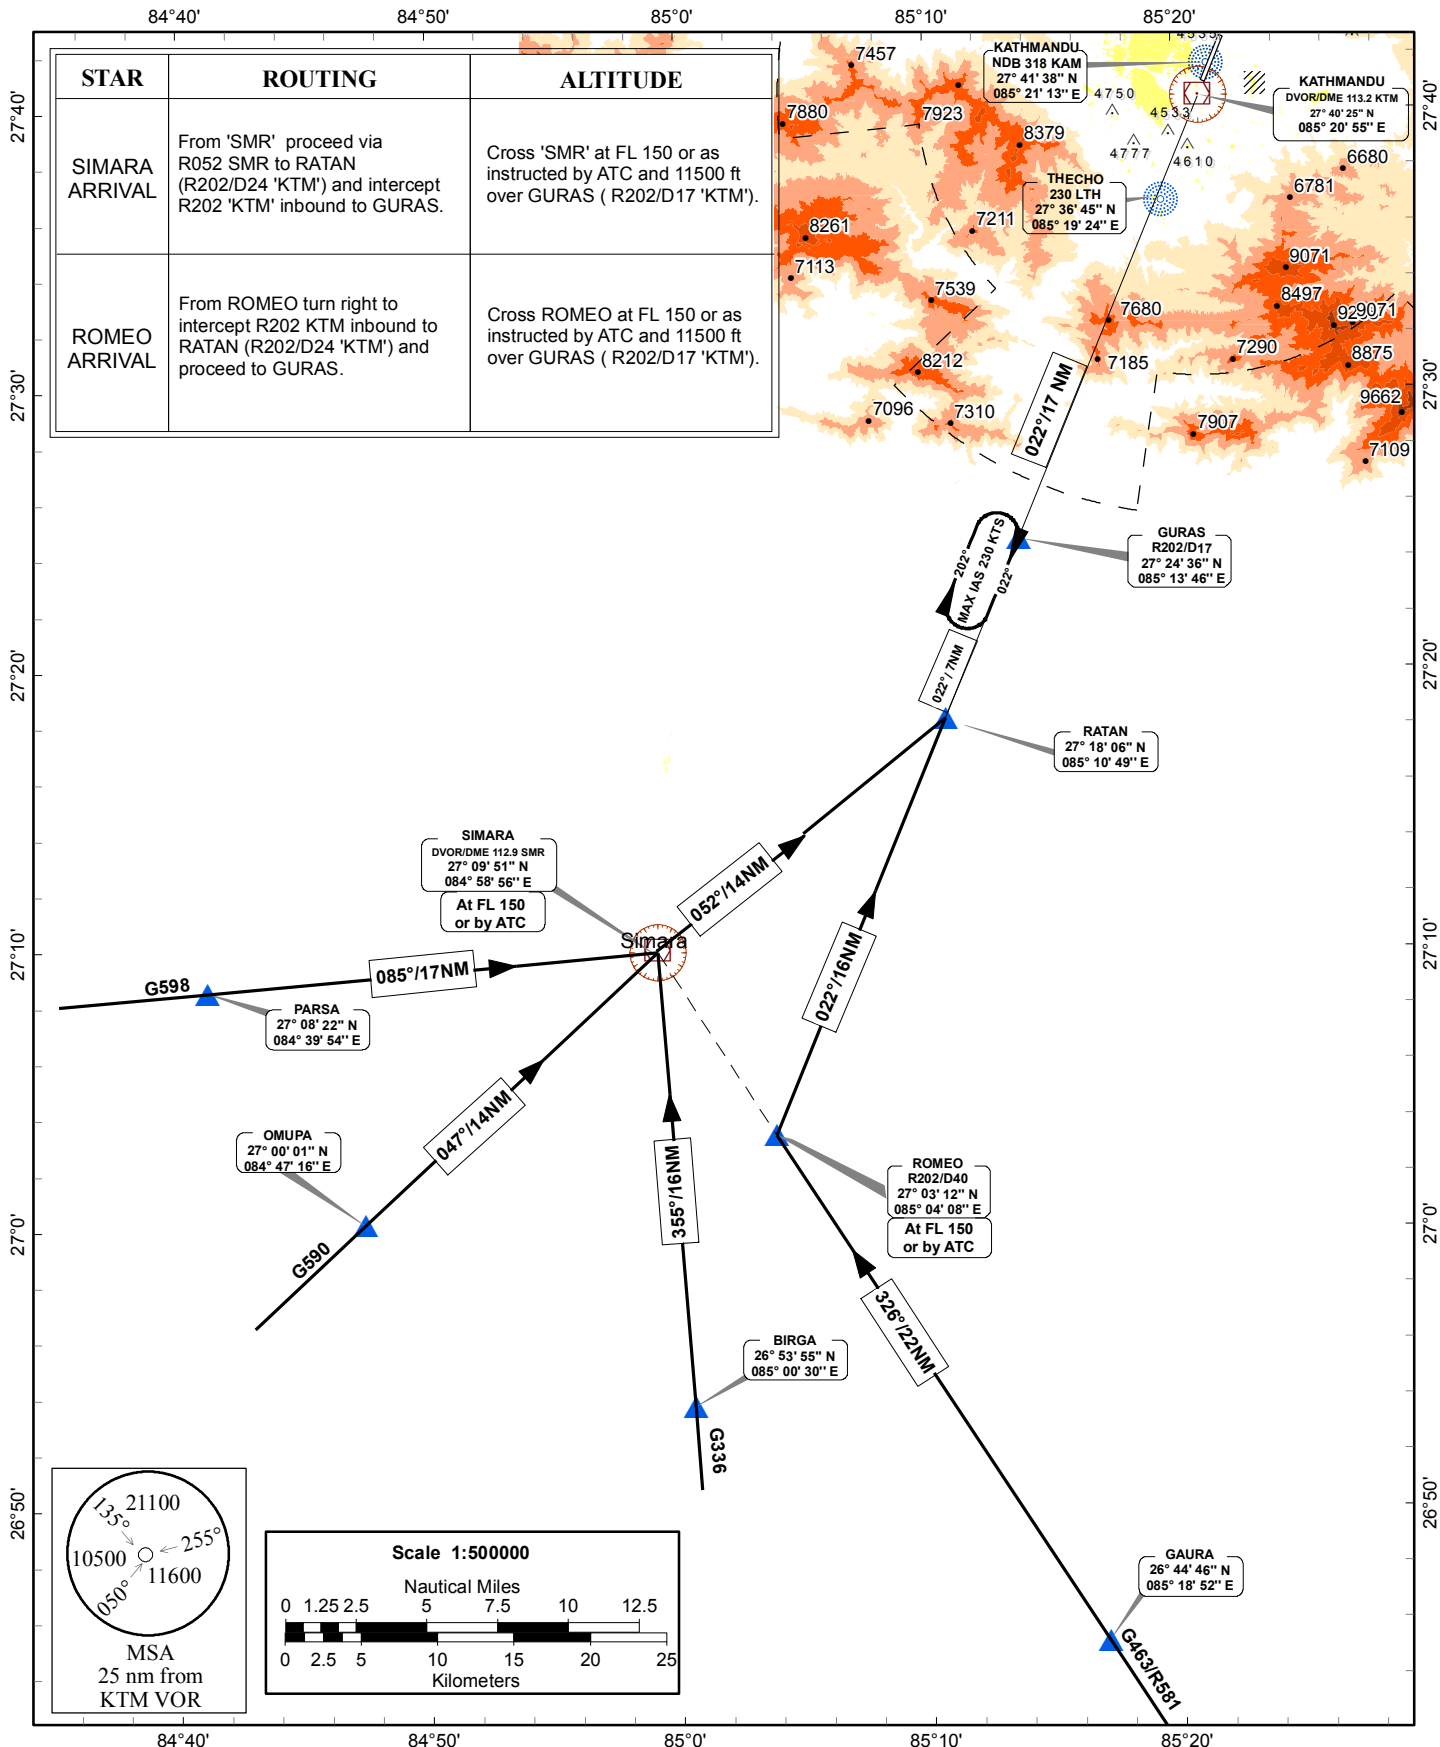 84°40'
84°50'
85°0'
85°10'
85°20'
27°40'
27°30'
27°20'
27°10'
27°0'
26°50'
STAR
ROUTING
ALTITUDE
SIMARA
ARRIVAL
From 'SMR' proceed via
R052 SMR to RATAN
(R202/D24 'KTM') and intercept
R202 'KTM' inbound to GURAS.
Cross 'SMR' at FL 150 or as
instructed by ATC and 11500 ft
over GURAS ( R202/D17 'KTM').
ROMEO
ARRIVAL
From ROMEO turn right to
intercept R202 KTM inbound to
RATAN (R202/D24 'KTM') and
proceed to GURAS.
Cross ROMEO at FL 150 or as
instructed by ATC and 11500 ft
over GURAS ( R202/D17 'KTM').
7457
7880
7923
8379
7211
8261
7113
7539
8212
7096
7310
7680
7185
4535
4750
4533
4777
4610
6680
6781
9071
8497
9071
7290
8875
9662
7907
7109
KATHMANDU
NDB 318 KAM
27° 41' 38" N
085° 21' 13" E
KATHMANDU
DVOR/DME 113.2 KTM
27° 40' 25" N
085° 20' 55" E
THECHO
230 LTH
27° 36' 45" N
085° 19' 24" E
022°/17 NM
GURAS
R202/D17
27° 24' 36" N
085° 13' 46" E
202°
MAX IAS 230 KTS
022°
022°/ 7NM
RATAN
27° 18' 06" N
085° 10' 49" E
SIMARA
DVOR/DME 112.9 SMR
27° 09' 51" N
084° 58' 56" E
At FL 150
or by ATC
052°/14NM
Simara
022°/16NM
G598
085°/17NM
PARSA
27° 08' 22" N
084° 39' 54" E
OMUPA
27° 00' 01" N
084° 47' 16" E
047°/14NM
G590
355°/16NM
ROMEO
R202/D40
27° 03' 12" N
085° 04' 08" E
At FL 150
or by ATC
326°/22NM
BIRGA
26° 53' 55" N
085° 00' 30" E
G336
GAURA
26° 44' 46" N
085° 18' 52" E
G463/R581
21100
135°
255°
10500
11600
050°
MSA
25 nm from
KTM VOR
Scale 1:500000
Nautical Miles
0 1.25 2.5 5 7.5 10 12.5
0 2.5 5 10 15 20 25
Kilometers
27°40'
27°30'
27°20'
27°10'
27°0'
26°50'
84°40'
84°50'
85°0'
85°10'
85°20'